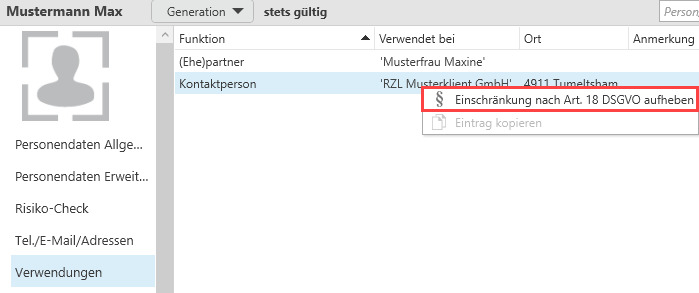 Mustermann Max Generation stets gültig Person
Funktion Verwendet bei Ort Anmerkung
(Ehe)partner 'Musterfrau Maxine'
Kontaktperson 'RZL Musterklient GmbH' 4911 Tumeltsham
§ Einschränkung nach Art. 18 DSGVO aufheben
Eintrag kopieren
Personendaten Allge...
Personendaten Erweit...
Risiko-Check
Tel./E-Mail/Adressen
Verwendungen